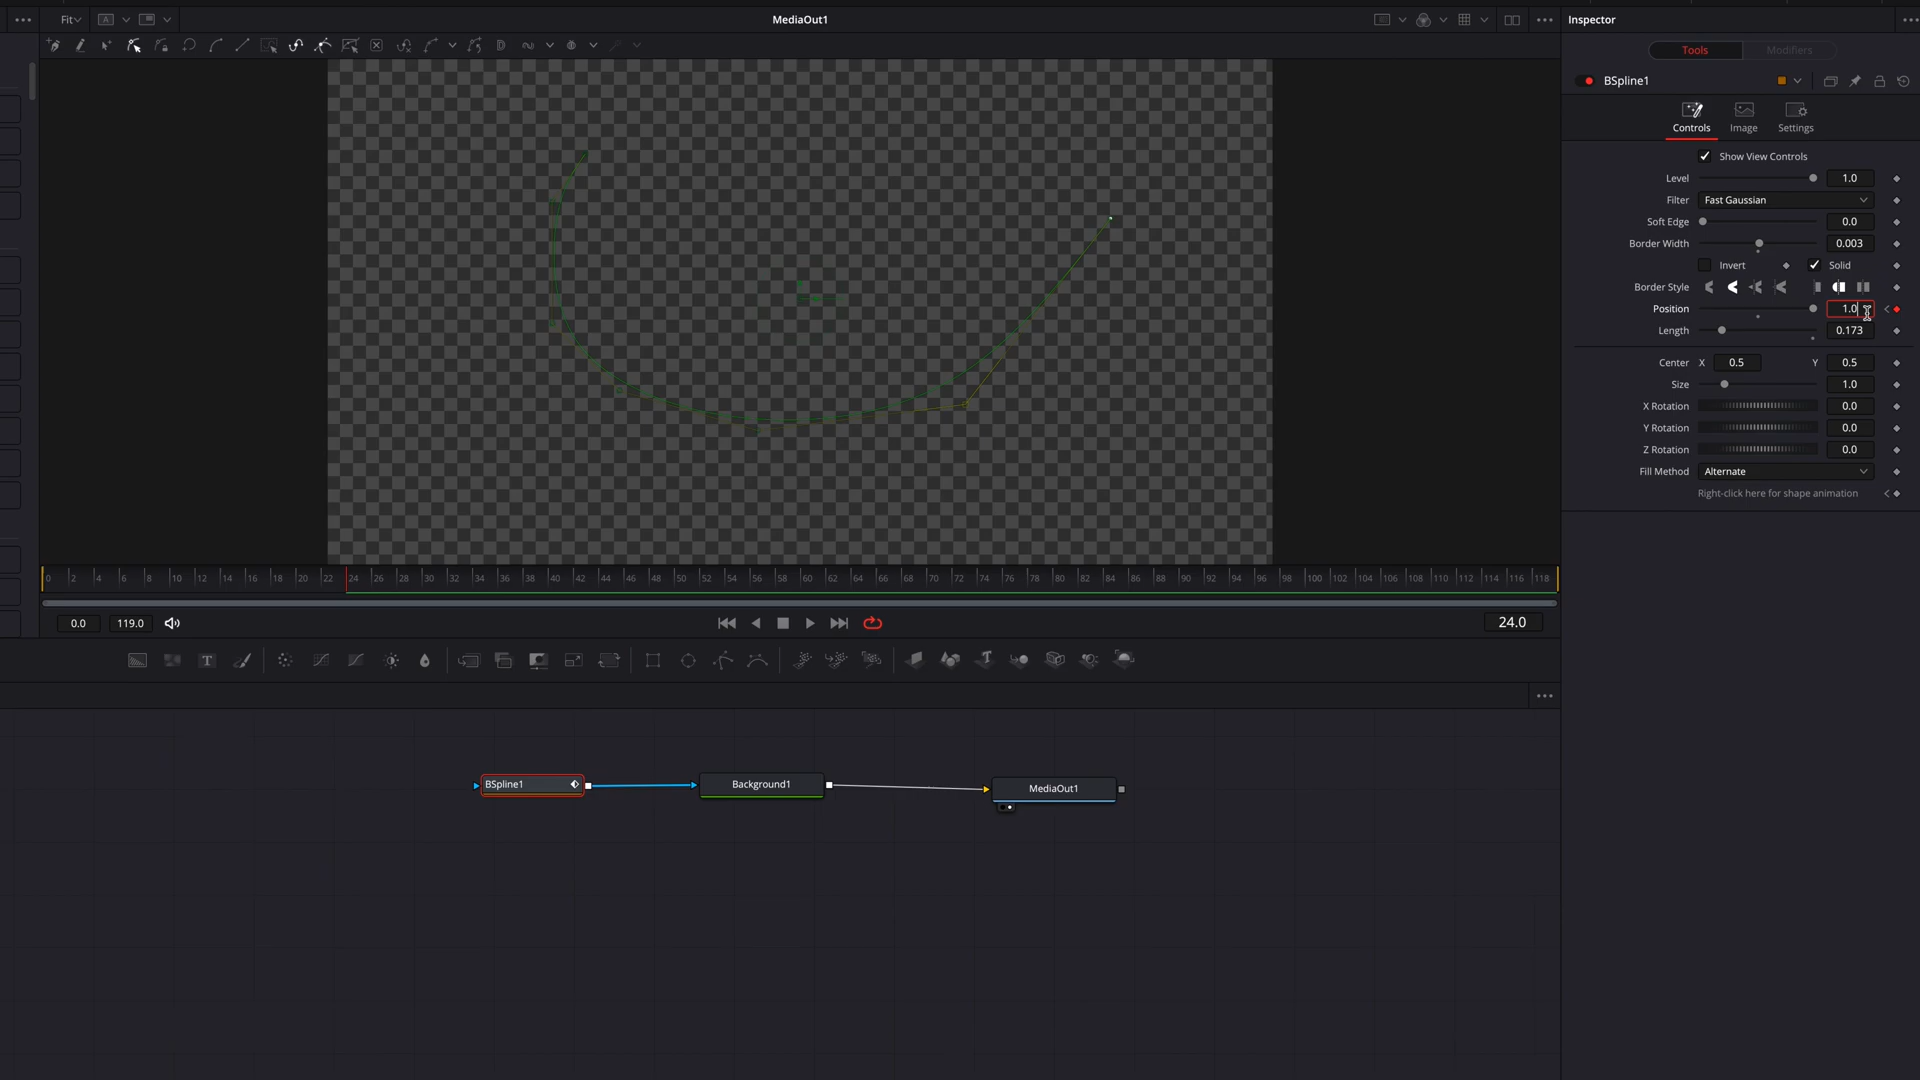 Fit
A
MediaOut1
Inspector
Tools
Modifiers
BSpline1
Controls
Image
Settings
Show View Controls
Level 1.0
Filter Fast Gaussian
Soft Edge 0.0
Border Width 0.003
Invert Solid
Border Style
Position 1.0
Length 0.173
Center X 0.5 Y 0.5
Size 1.0
X Rotation 0.0
Y Rotation 0.0
Z Rotation 0.0
Fill Method Alternate
Right-click here for shape animation
0 2 4 6 8 10 12 14 16 18 20 22 24 26 28 30 32 34 36 38 40 42 44 46 48 50 52 54 56 58 60 62 64 66 68 70 72 74 76 78 80 82 84 86 88 90 92 94 96 98 100 102 104 106 108 110 112 114 116 118
0.0 119.0 24.0
T
BSpline1
Background1
MediaOut1